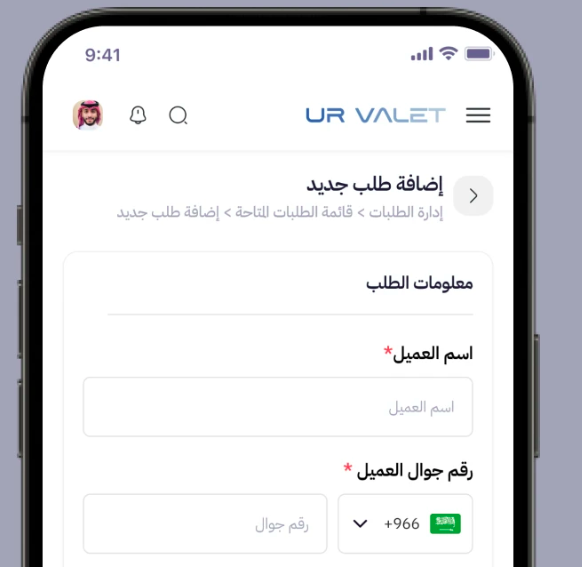 9:41
UR VALET
إضافة طلب جديد
إدارة الطلبات > قائمة الطلبات المتاحة > إضافة طلب جديد
معلومات الطلب
اسم العميل*
اسم العميل
رقم جوال العميل *
+966
رقم جوال